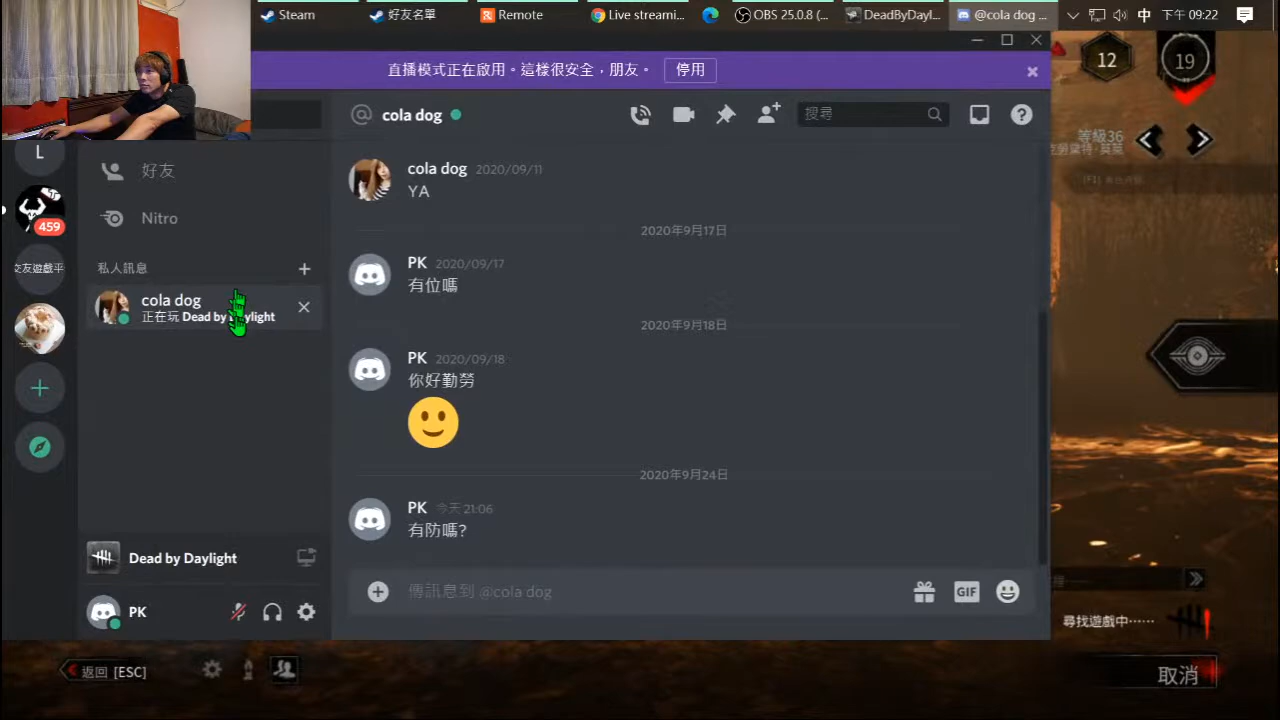 Steam
好友名單
Remote
Live streami...
OBS 25.0.8 (...
DeadByDayl...
@cola dog ...
中
下午 09:22
直播模式正在啟用。這樣很安全，朋友。
停用
12
19
@ cola dog
搜尋
等級36
L
459
交友遊戲平
好友
Nitro
私人訊息
cola dog
正在玩 Dead by Daylight
cola dog 2020/09/11
YA
2020年9月17日
PK 2020/09/17
有位嗎
2020年9月18日
PK 2020/09/18
你好勤勞
2020年9月24日
PK 今天 21:06
有防嗎?
傳訊息到 @cola dog
GIF
Dead by Daylight
PK
尋找遊戲中……
返回 [ESC]
取消